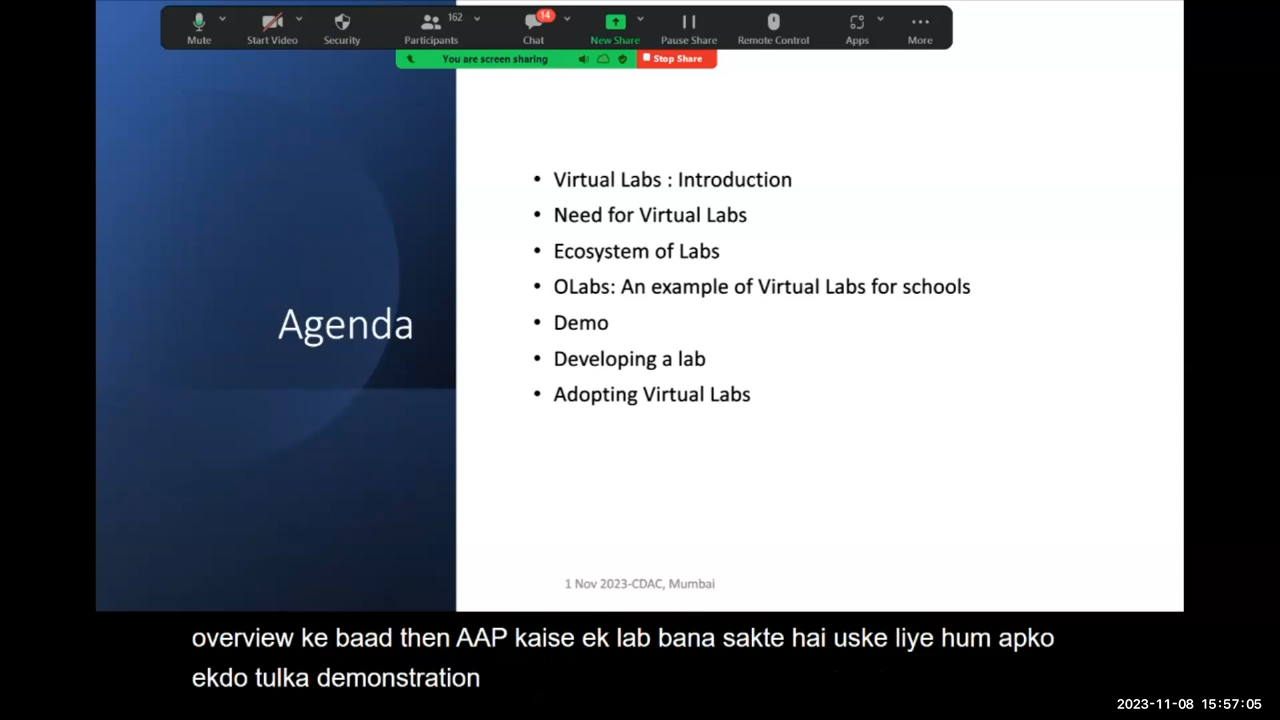 162
14
Mute
Start Video
Security
Participants
Chat
New Share
Pause Share
Remote Control
Apps
More
You are screen sharing
Stop Share
Agenda
• Virtual Labs : Introduction
• Need for Virtual Labs
• Ecosystem of Labs
• OLabs: An example of Virtual Labs for schools
• Demo
• Developing a lab
• Adopting Virtual Labs
1 Nov 2023-CDAC, Mumbai
overview ke baad then AAP kaise ek lab bana sakte hai uske liye hum apko
ekdo tulka demonstration
2023-11-08 15:57:05